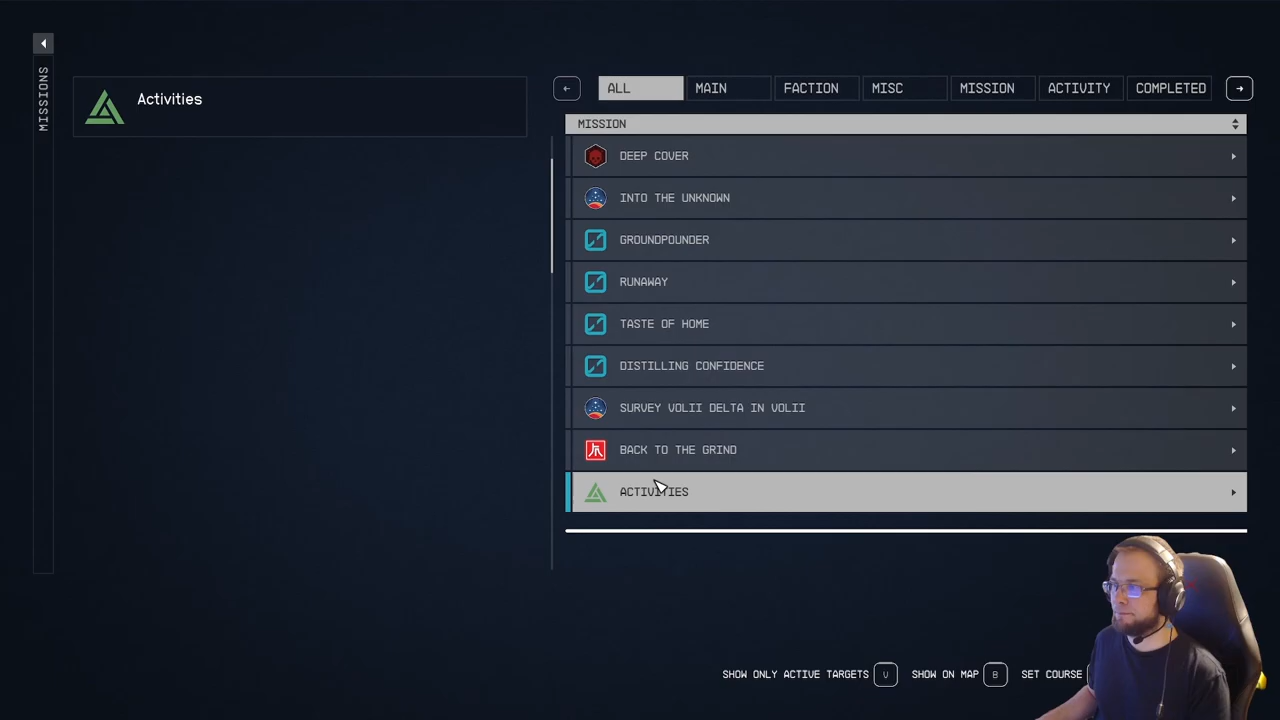 MISSIONS
Activities
ALL
MAIN
FACTION
MISC
MISSION
ACTIVITY
COMPLETED
MISSION
DEEP COVER
INTO THE UNKNOWN
GROUNDPOUNDER
RUNAWAY
TASTE OF HOME
DISTILLING CONFIDENCE
SURVEY VOLII DELTA IN VOLII
BACK TO THE GRIND
ACTIVITIES
SHOW ONLY ACTIVE TARGETS V
SHOW ON MAP B
SET COURSE